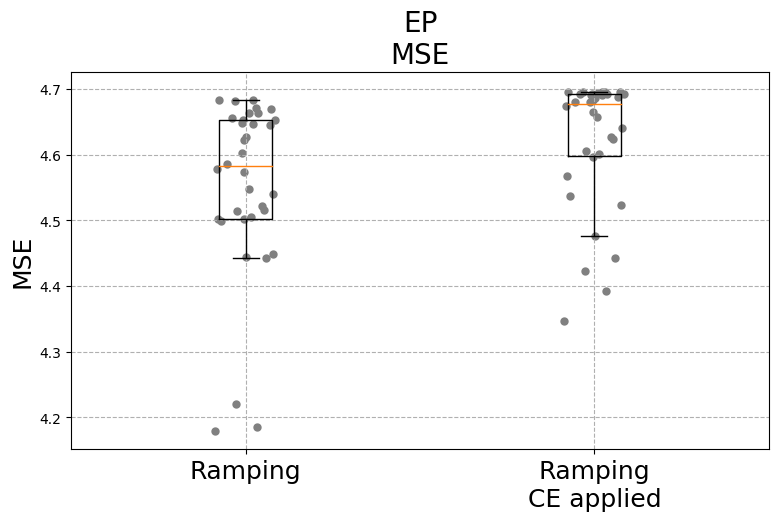 EP
MSE
MSE
4.7
4.6
4.5
4.4
4.3
4.2
Ramping
Ramping
CE applied